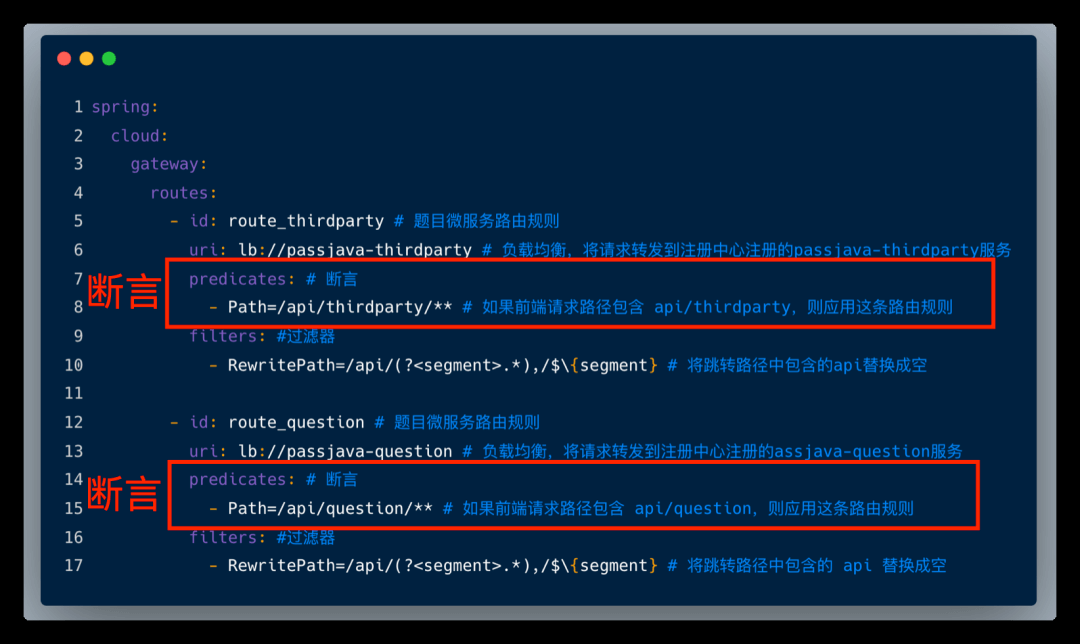 1 spring:
2 cloud:
3 gateway:
4 routes:
5 - id: route_thirdparty # 题目微服务路由规则
6 uri: lb://passjava-thirdparty # 负载均衡，将请求转发到注册中心注册的passjava-thirdparty服务
7 predicates: # 断言
断言
8 - Path=/api/thirdparty/** # 如果前端请求路径包含 api/thirdparty，则应用这条路由规则
9 filters: #过滤器
10 - RewritePath=/api/(?<segment>.*),/$\{segment} # 将跳转路径中包含的api替换成空
11
12 - id: route_question # 题目微服务路由规则
13 uri: lb://passjava-question # 负载均衡，将请求转发到注册中心注册的assjava-question服务
14 predicates: # 断言
断言
15 - Path=/api/question/** # 如果前端请求路径包含 api/question，则应用这条路由规则
16 filters: #过滤器
17 - RewritePath=/api/(?<segment>.*),/$\{segment} # 将跳转路径中包含的 api 替换成空